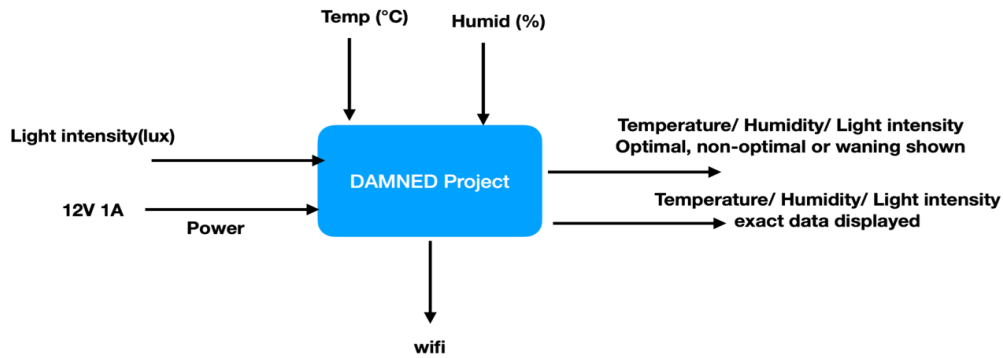 Temp (°C)
Humid (%)
Light intensity(lux)
Temperature/ Humidity/ Light intensity
Optimal, non-optimal or waning shown
DAMNED Project
12V 1A
Power
Temperature/ Humidity/ Light intensity
exact data displayed
wifi